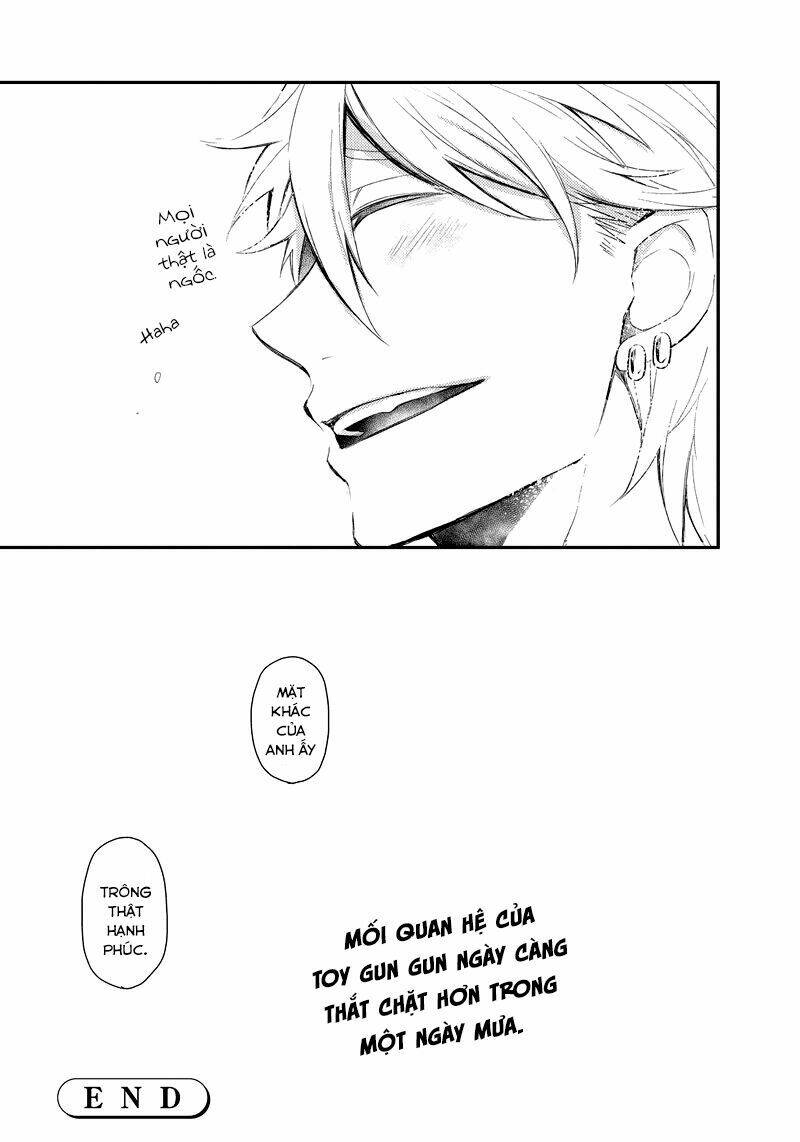 Mọi
người
thật là
ngốc.
Haha
MẶT
KHÁC
CỦA
ANH ẤY
TRÔNG
THẬT
HẠNH
PHÚC.
MỐI QUAN HỆ CỦA
TOY GUN GUN NGÀY CÀNG
THẮT CHẶT HƠN TRONG
MỘT NGÀY MƯA.
END